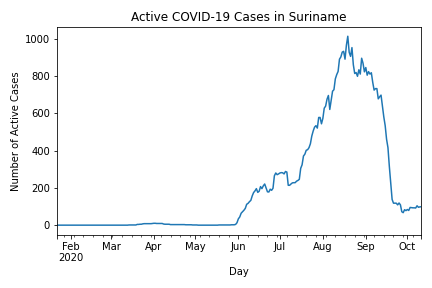 Active COVID-19 Cases in Suriname
Number of Active Cases
1000
800
600
400
200
0
Feb Mar Apr May Jun Jul Aug Sep Oct
2020
Day